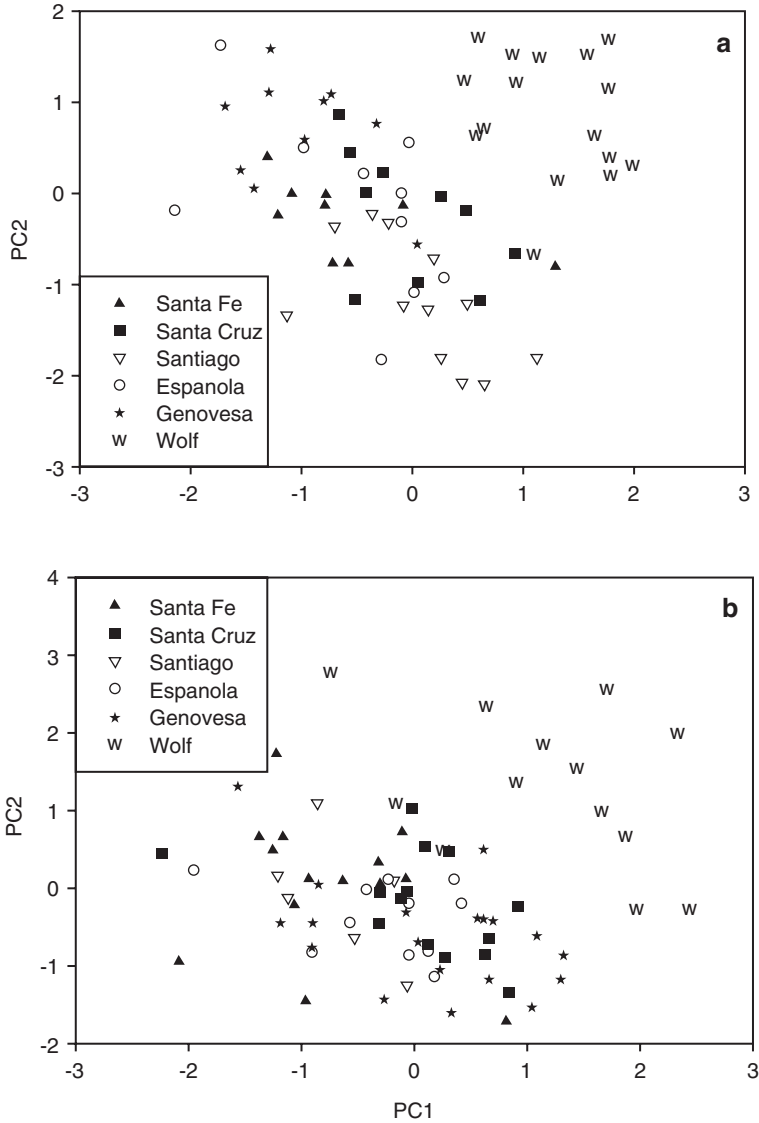 2
a
1
0
PC2
-1
Santa Fe
Santa Cruz
Santiago
-2
Espanola
Genovesa
w Wolf
-3
-3 -2 -1 0 1 2 3
w w w w w w w w w w w w w w w w w
4
b
Santa Fe
Santa Cruz
3
Santiago
Espanola
Genovesa
2
w Wolf
PC2
1
0
-1
-2
-3 -2 -1 0 1 2 3
w w w w w w w w w w w w w
PC1